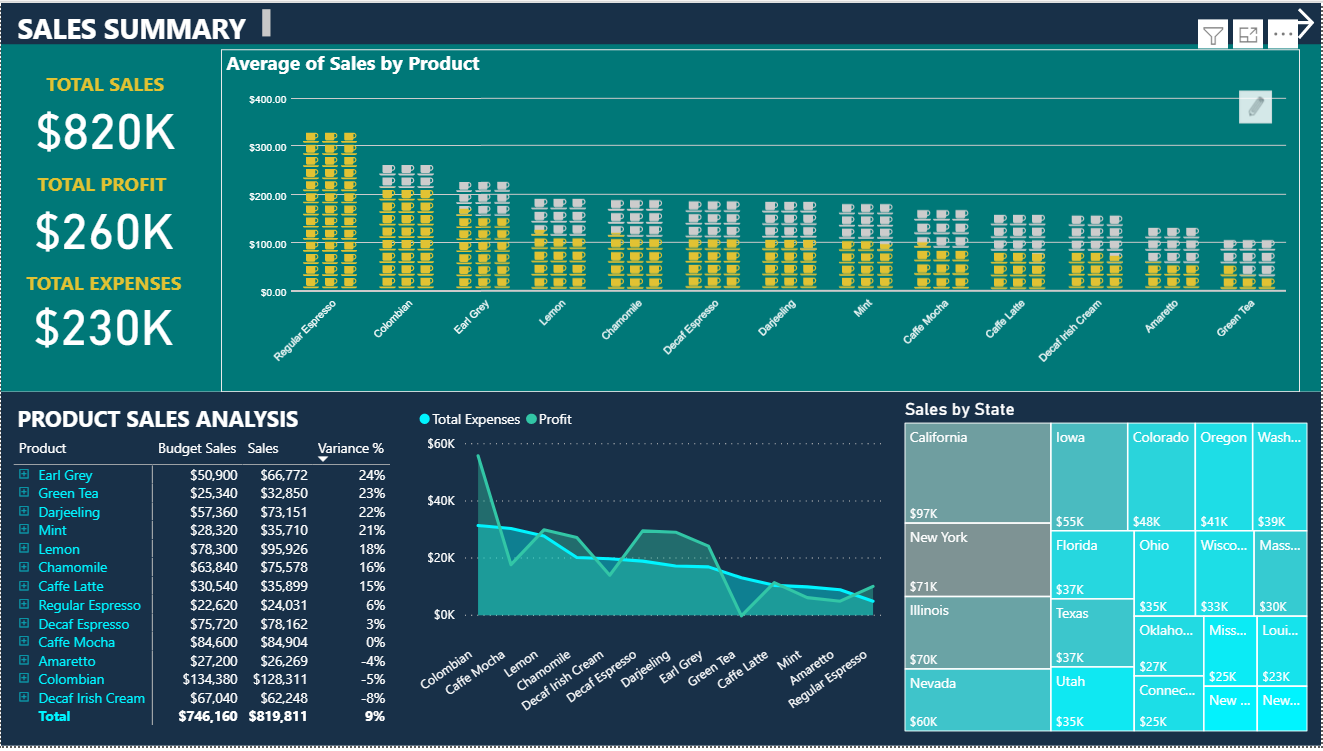 SALES SUMMARY
TOTAL SALES
$820K
TOTAL PROFIT
$260K
TOTAL EXPENSES
$230K
Average of Sales by Product
$400.00
$300.00
$200.00
$100.00
$0.00
Regular Espresso
Colombian
Earl Grey
Lemon
Chamomile
Decaf Espresso
Darjeeling
Mint
Caffe Mocha
Caffe Latte
Decaf Irish Cream
Amaretto
Green Tea
PRODUCT SALES ANALYSIS
Product Budget Sales Sales Variance %
Earl Grey $50,900 $66,772 24%
Green Tea $25,340 $32,850 23%
Darjeeling $57,360 $73,151 22%
Mint $28,320 $35,710 21%
Lemon $78,300 $95,926 18%
Chamomile $63,840 $75,578 16%
Caffe Latte $30,540 $35,899 15%
Regular Espresso $22,620 $24,031 6%
Decaf Espresso $75,720 $78,162 3%
Caffe Mocha $84,600 $84,904 0%
Amaretto $27,200 $26,269 -4%
Colombian $134,380 $128,311 -5%
Decaf Irish Cream $67,040 $62,248 -8%
Total $746,160 $819,811 9%
Total Expenses Profit
$60K
$40K
$20K
$0K
Colombian
Caffe Mocha
Lemon
Chamomile
Decaf Irish Cream
Decaf Espresso
Darjeeling
Earl Grey
Green Tea
Caffe Latte
Mint
Amaretto
Regular Espresso
Sales by State
California
$97K
New York
$71K
Illinois
$70K
Nevada
$60K
Iowa
$55K
Colorado
$48K
Oregon
$41K
Wash...
$39K
Florida
$37K
Texas
$37K
Utah
$35K
Ohio
$35K
Wisco...
$33K
Mass...
$30K
Oklaho...
$27K
Connec...
$25K
Miss...
$25K
Loui...
$23K
New ...
New...